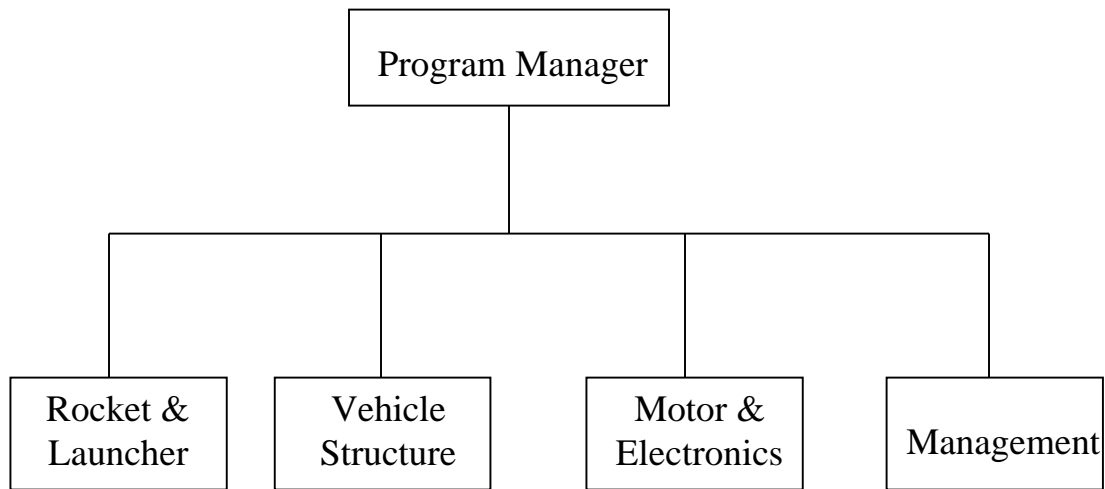 Program Manager
Rocket &
Launcher
Vehicle
Structure
Motor &
Electronics
Management